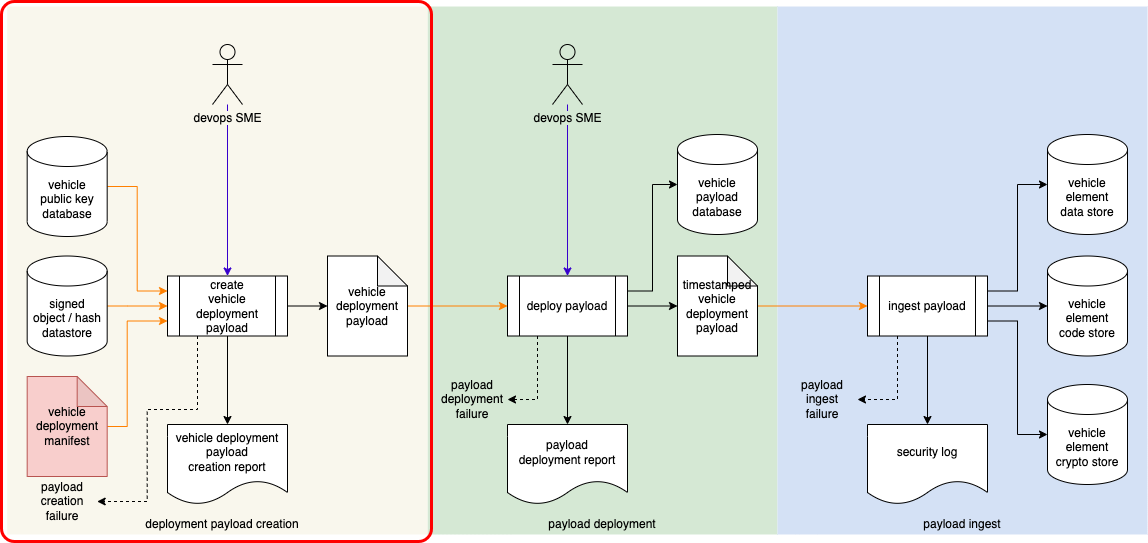 devops SME
vehicle
public key
database
signed
object / hash
datastore
vehicle
deployment
manifest
create
vehicle
deployment
payload
vehicle
deployment
payload
vehicle deployment
payload
creation report
payload
creation
failure
deployment payload creation
devops SME
vehicle
payload
database
deploy payload
timestamped
vehicle
deployment
payload
payload
deployment
failure
payload
deployment report
payload deployment
ingest payload
vehicle
element
data store
vehicle
element
code store
vehicle
element
crypto store
payload
ingest
failure
security log
payload ingest